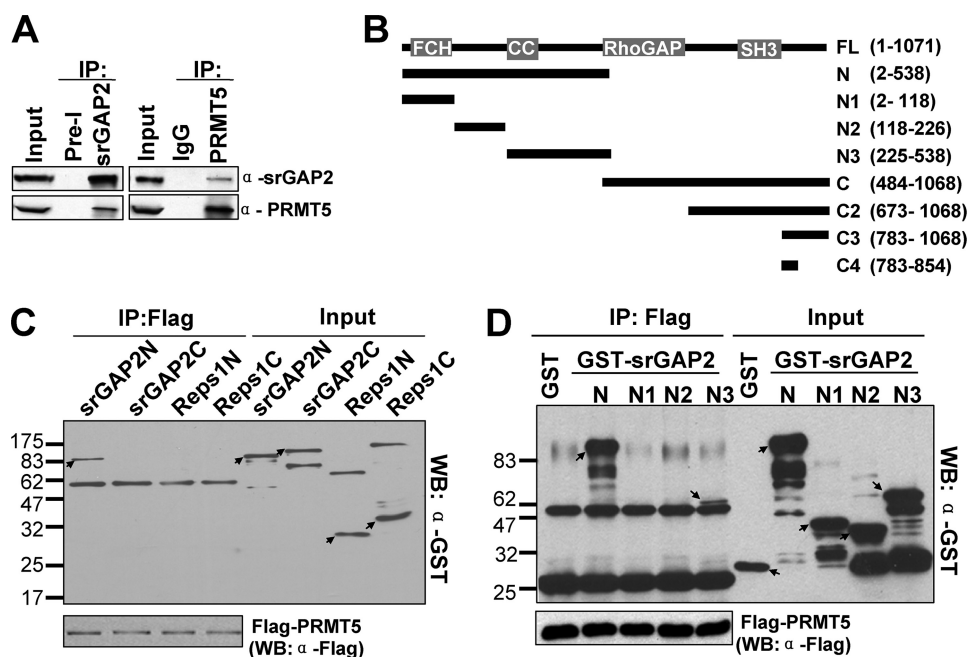 A
IP: IP:
Input Pre-I srGAP2 Input IgG PRMT5
α-srGAP2
α- PRMT5
B
FCH CC RhoGAP SH3 FL (1-1071)
N (2-538)
N1 (2- 118)
N2 (118-226)
N3 (225-538)
C (484-1068)
C2 (673- 1068)
C3 (783- 1068)
C4 (783-854)
C
IP:Flag Input
srGAP2N srGAP2C Reps1N Reps1C srGAP2N srGAP2C Reps1N Reps1C
175
83
62
47
32
25
17
WB: α-GST
Flag-PRMT5
(WB: α-Flag)
D
IP: Flag Input
GST GST-srGAP2 GST GST-srGAP2
N N1 N2 N3 N N1 N2 N3
83
62
47
32
25
WB: α-GST
Flag-PRMT5
(WB: α-Flag)